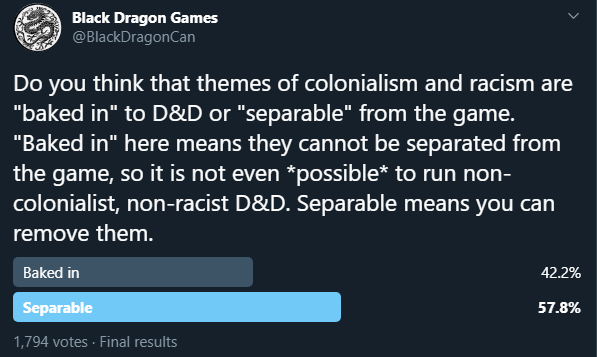 Black Dragon Games
@BlackDragonCan
Do you think that themes of colonialism and racism are
"baked in" to D&D or "separable" from the game.
"Baked in" here means they cannot be separated from
the game, so it is not even *possible* to run non-
colonialist, non-racist D&D. Separable means you can
remove them.
Baked in 42.2%
Separable 57.8%
1,794 votes · Final results